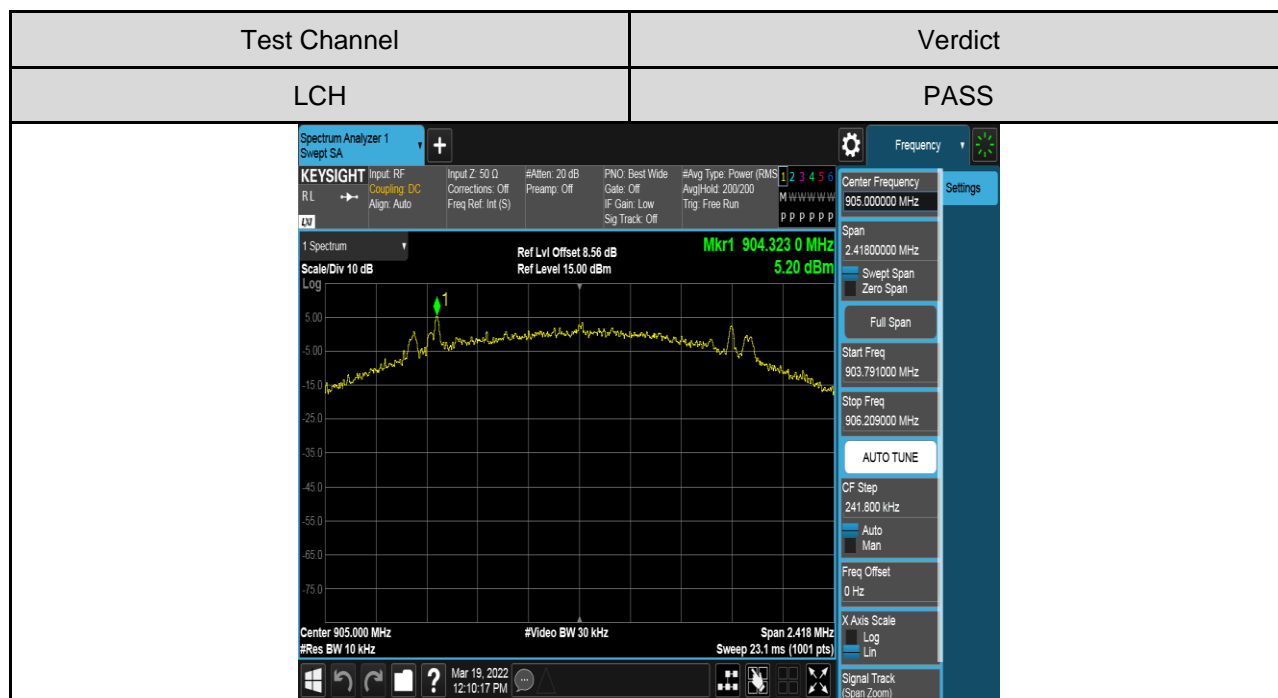 Test Channel Verdict
LCH PASS
Spectrum Analyzer 1
Swept SA
Frequency
KEYSIGHT Input: RF Input Z: 50 Ω #Atten: 20 dB PNO: Best Wide #Avg Type: Power (RMS 1 2 3 4 5 6
RL Coupling: DC Corrections: Off Preamp: Off Gate: Off Avg|Hold: 200/200 M W W W W W
Align: Auto Freq Ref: Int (S) IF Gain: Low Trig: Free Run
LXI Sig Track: Off P P P P P P
1 Spectrum Ref Lvl Offset 8.56 dB Mkr1 904.323 0 MHz
Scale/Div 10 dB Ref Level 15.00 dBm 5.20 dBm
Log
1
5.00
-5.00
-15.0
-25.0
-35.0
-45.0
-55.0
-65.0
-75.0
Center 905.000 MHz #Video BW 30 kHz Span 2.418 MHz
#Res BW 10 kHz Sweep 23.1 ms (1001 pts)
Mar 19, 2022
12:10:17 PM
Center Frequency
905.000000 MHz
Settings
Span
2.41800000 MHz
Swept Span
Zero Span
Full Span
Start Freq
903.791000 MHz
Stop Freq
906.209000 MHz
AUTO TUNE
CF Step
241.800 kHz
Auto
Man
Freq Offset
0 Hz
X Axis Scale
Log
Lin
Signal Track
(Span Zoom)